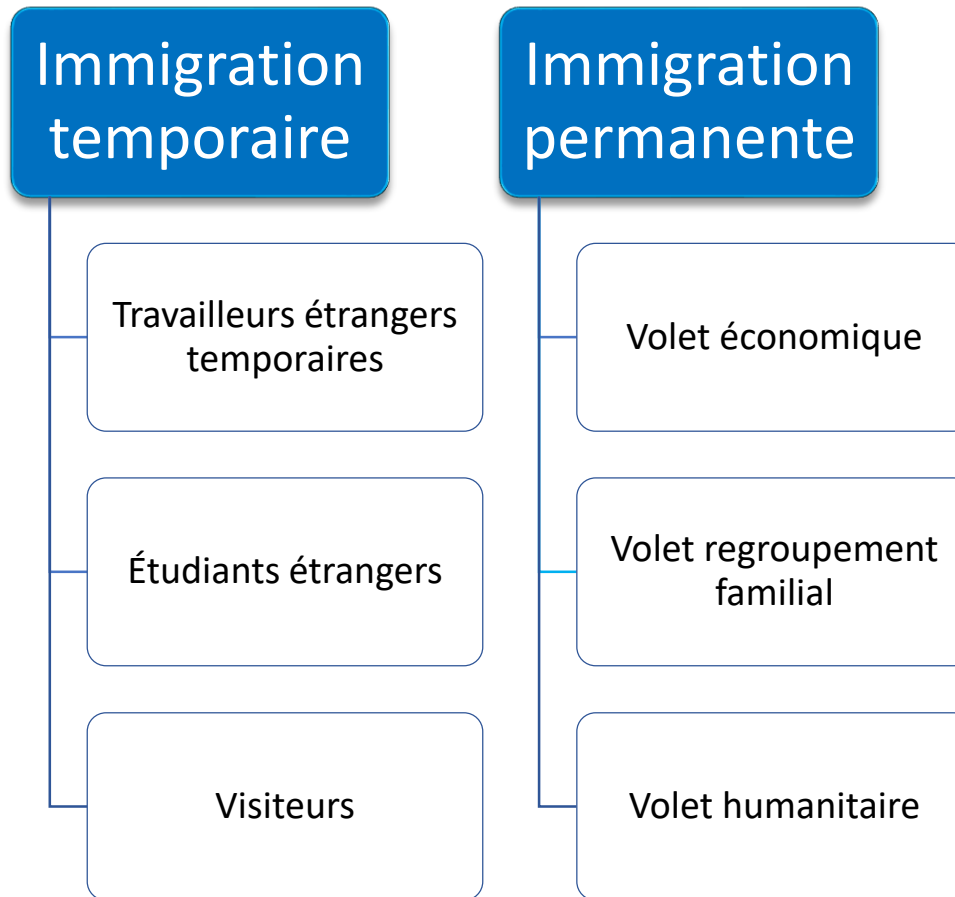 Immigration
temporaire
Travailleurs étrangers
temporaires
Étudiants étrangers
Visiteurs
Immigration
permanente
Volet économique
Volet regroupement
familial
Volet humanitaire